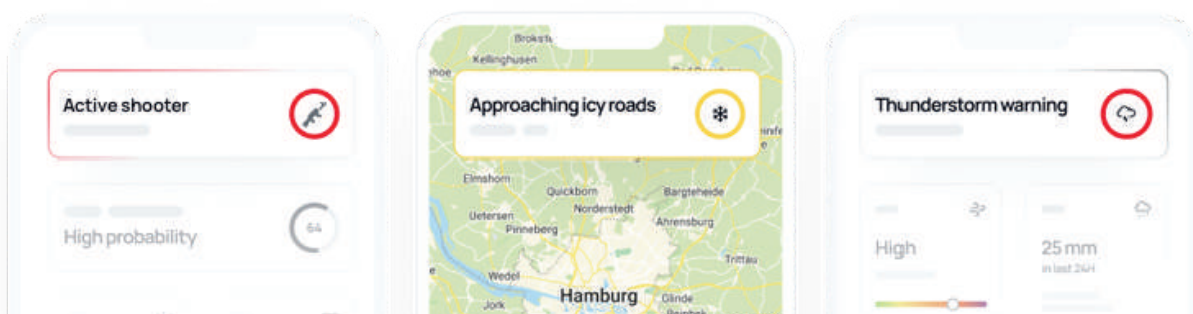 Active shooter
64
High probability
Kellinghusen
Approaching icy roads
Elmshorn
Quickborn
Bargteheide
Norderstedt
Uetersen
Ahrensburg
Pinneberg
Trittau
Wedel
Hamburg
Glinde
Jork
Thunderstorm warning
High
25 mm
in last 24H